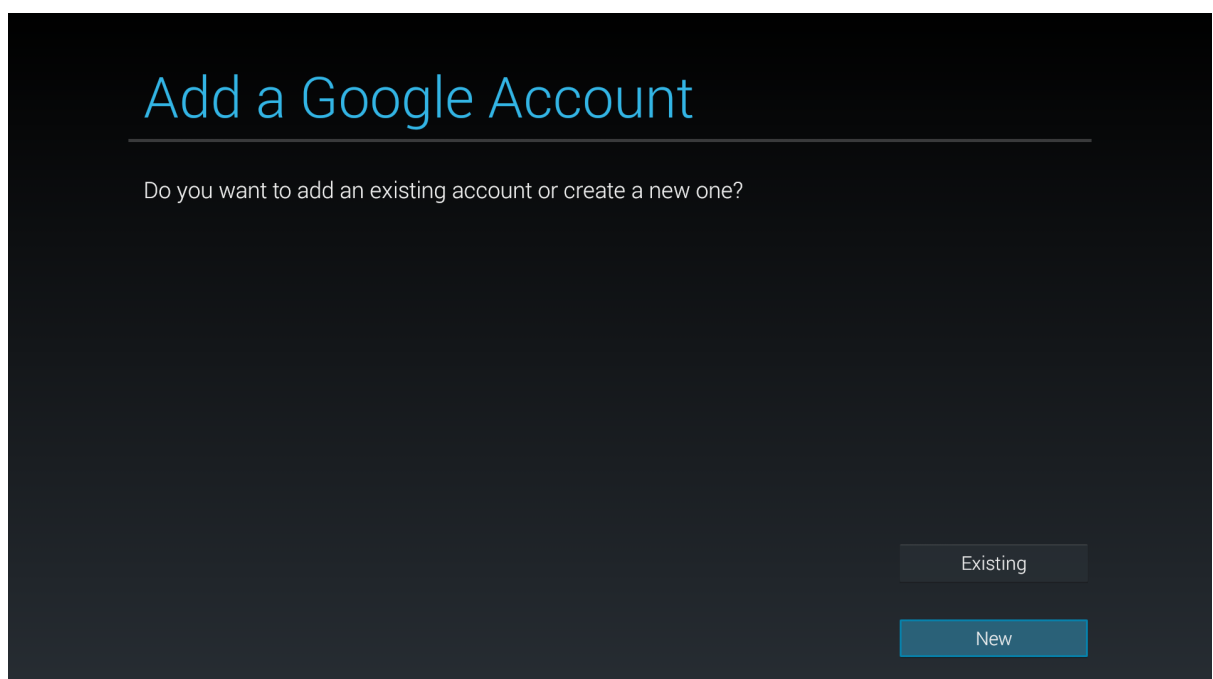 Add a Google Account
Do you want to add an existing account or create a new one?
Existing
New